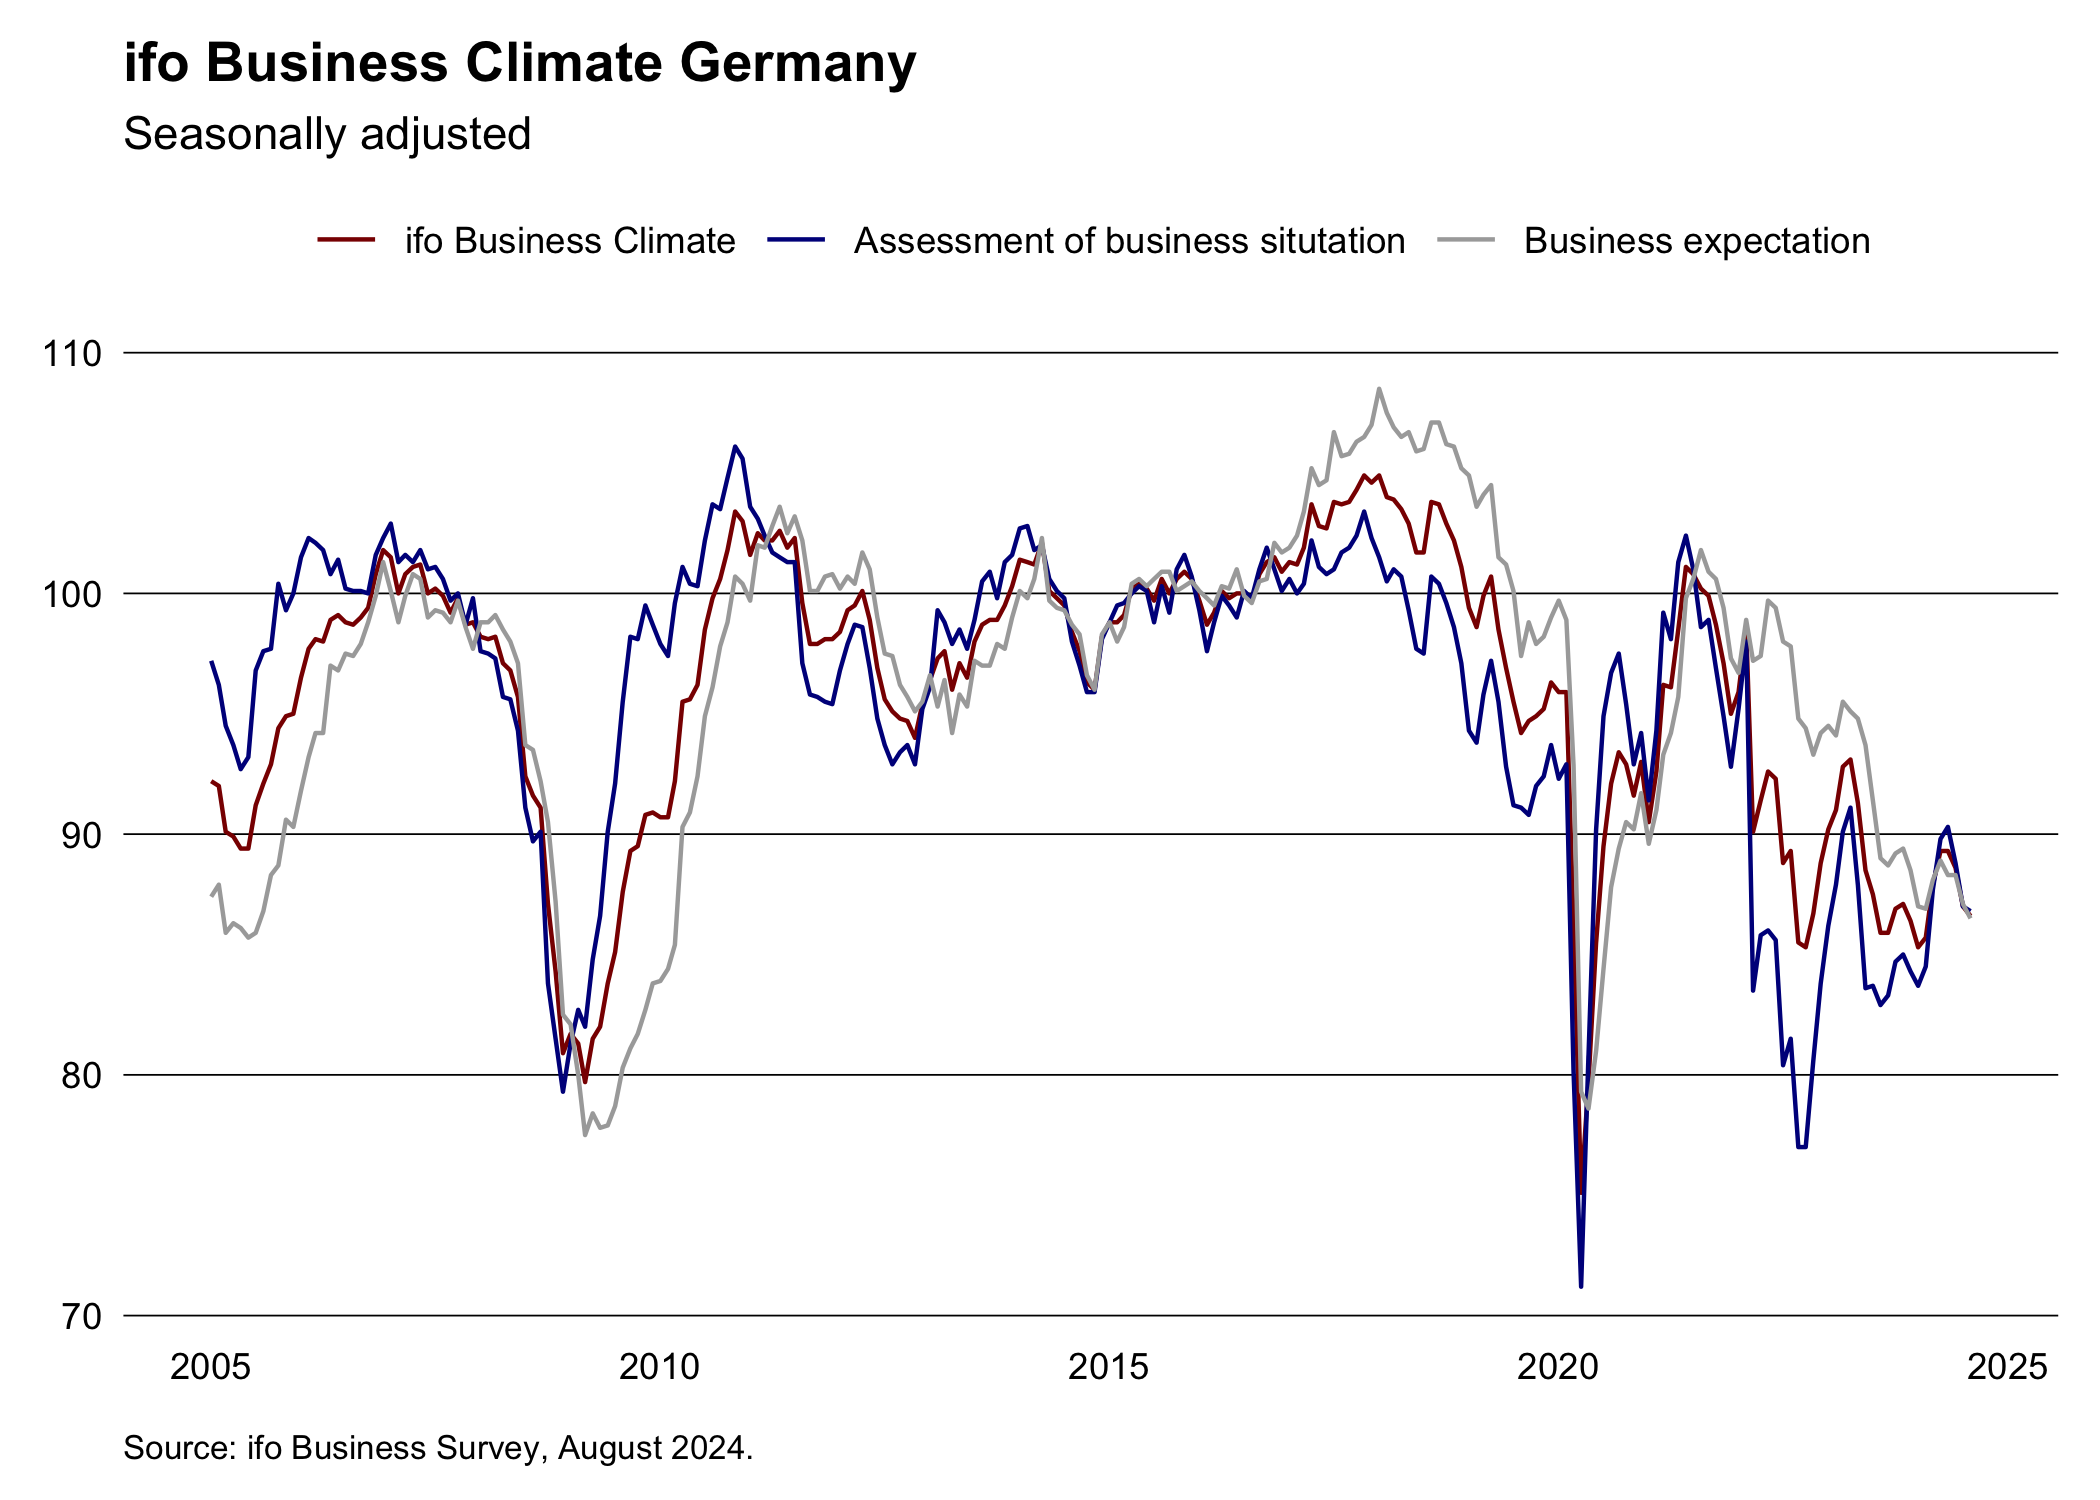 ifo Business Climate Germany
Seasonally adjusted
ifo Business Climate Assessment of business situtation Business expectation
110
100
90
80
70
2005 2010 2015 2020 2025
Source: ifo Business Survey, August 2024.